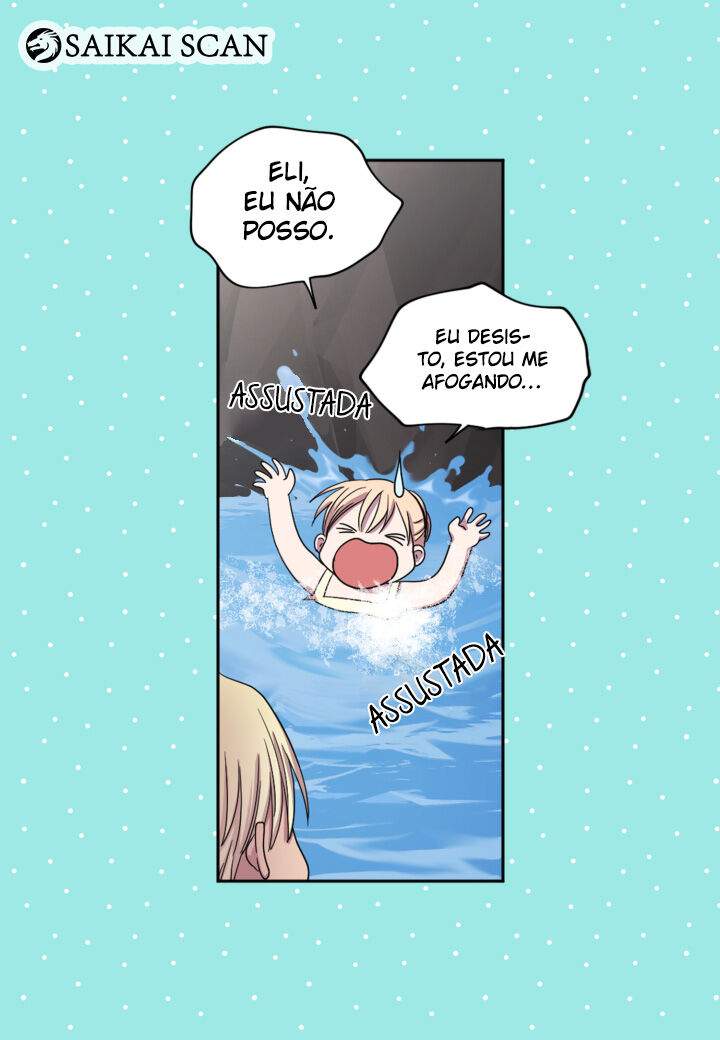 SAIKAI SCAN
ELI,
EU NÃO
POSSO.
EU DESIS-
TO, ESTOU ME
AFOGANDO...
ASSUSTADA
ASSUSTADA